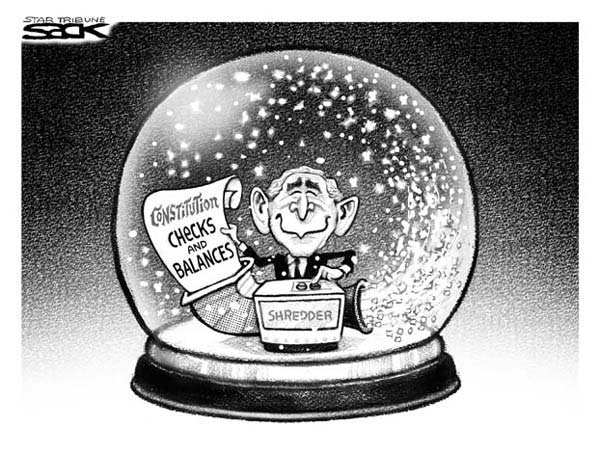 STAR TRIBUNE
SACK
CONSTITUTION
CHECKS
AND
BALANCES
SHREDDER